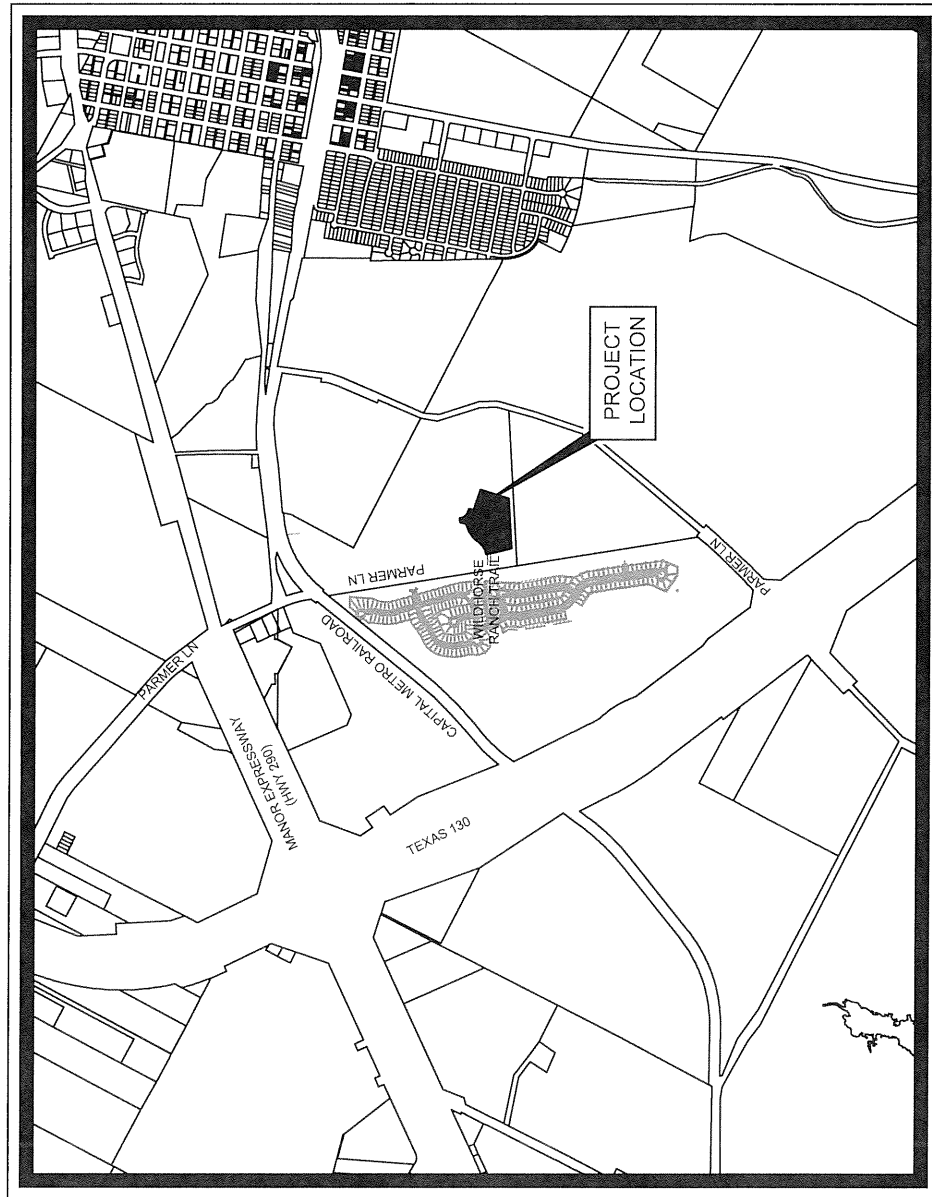 PARMER LN
MANOR EXPRESSWAY
(HWY 290)
TEXAS 130
CAPITAL METRO RAILROAD
PARMER LN
WILDHORSE
RANCH TRAIL
PROJECT
LOCATION
PARMER LN